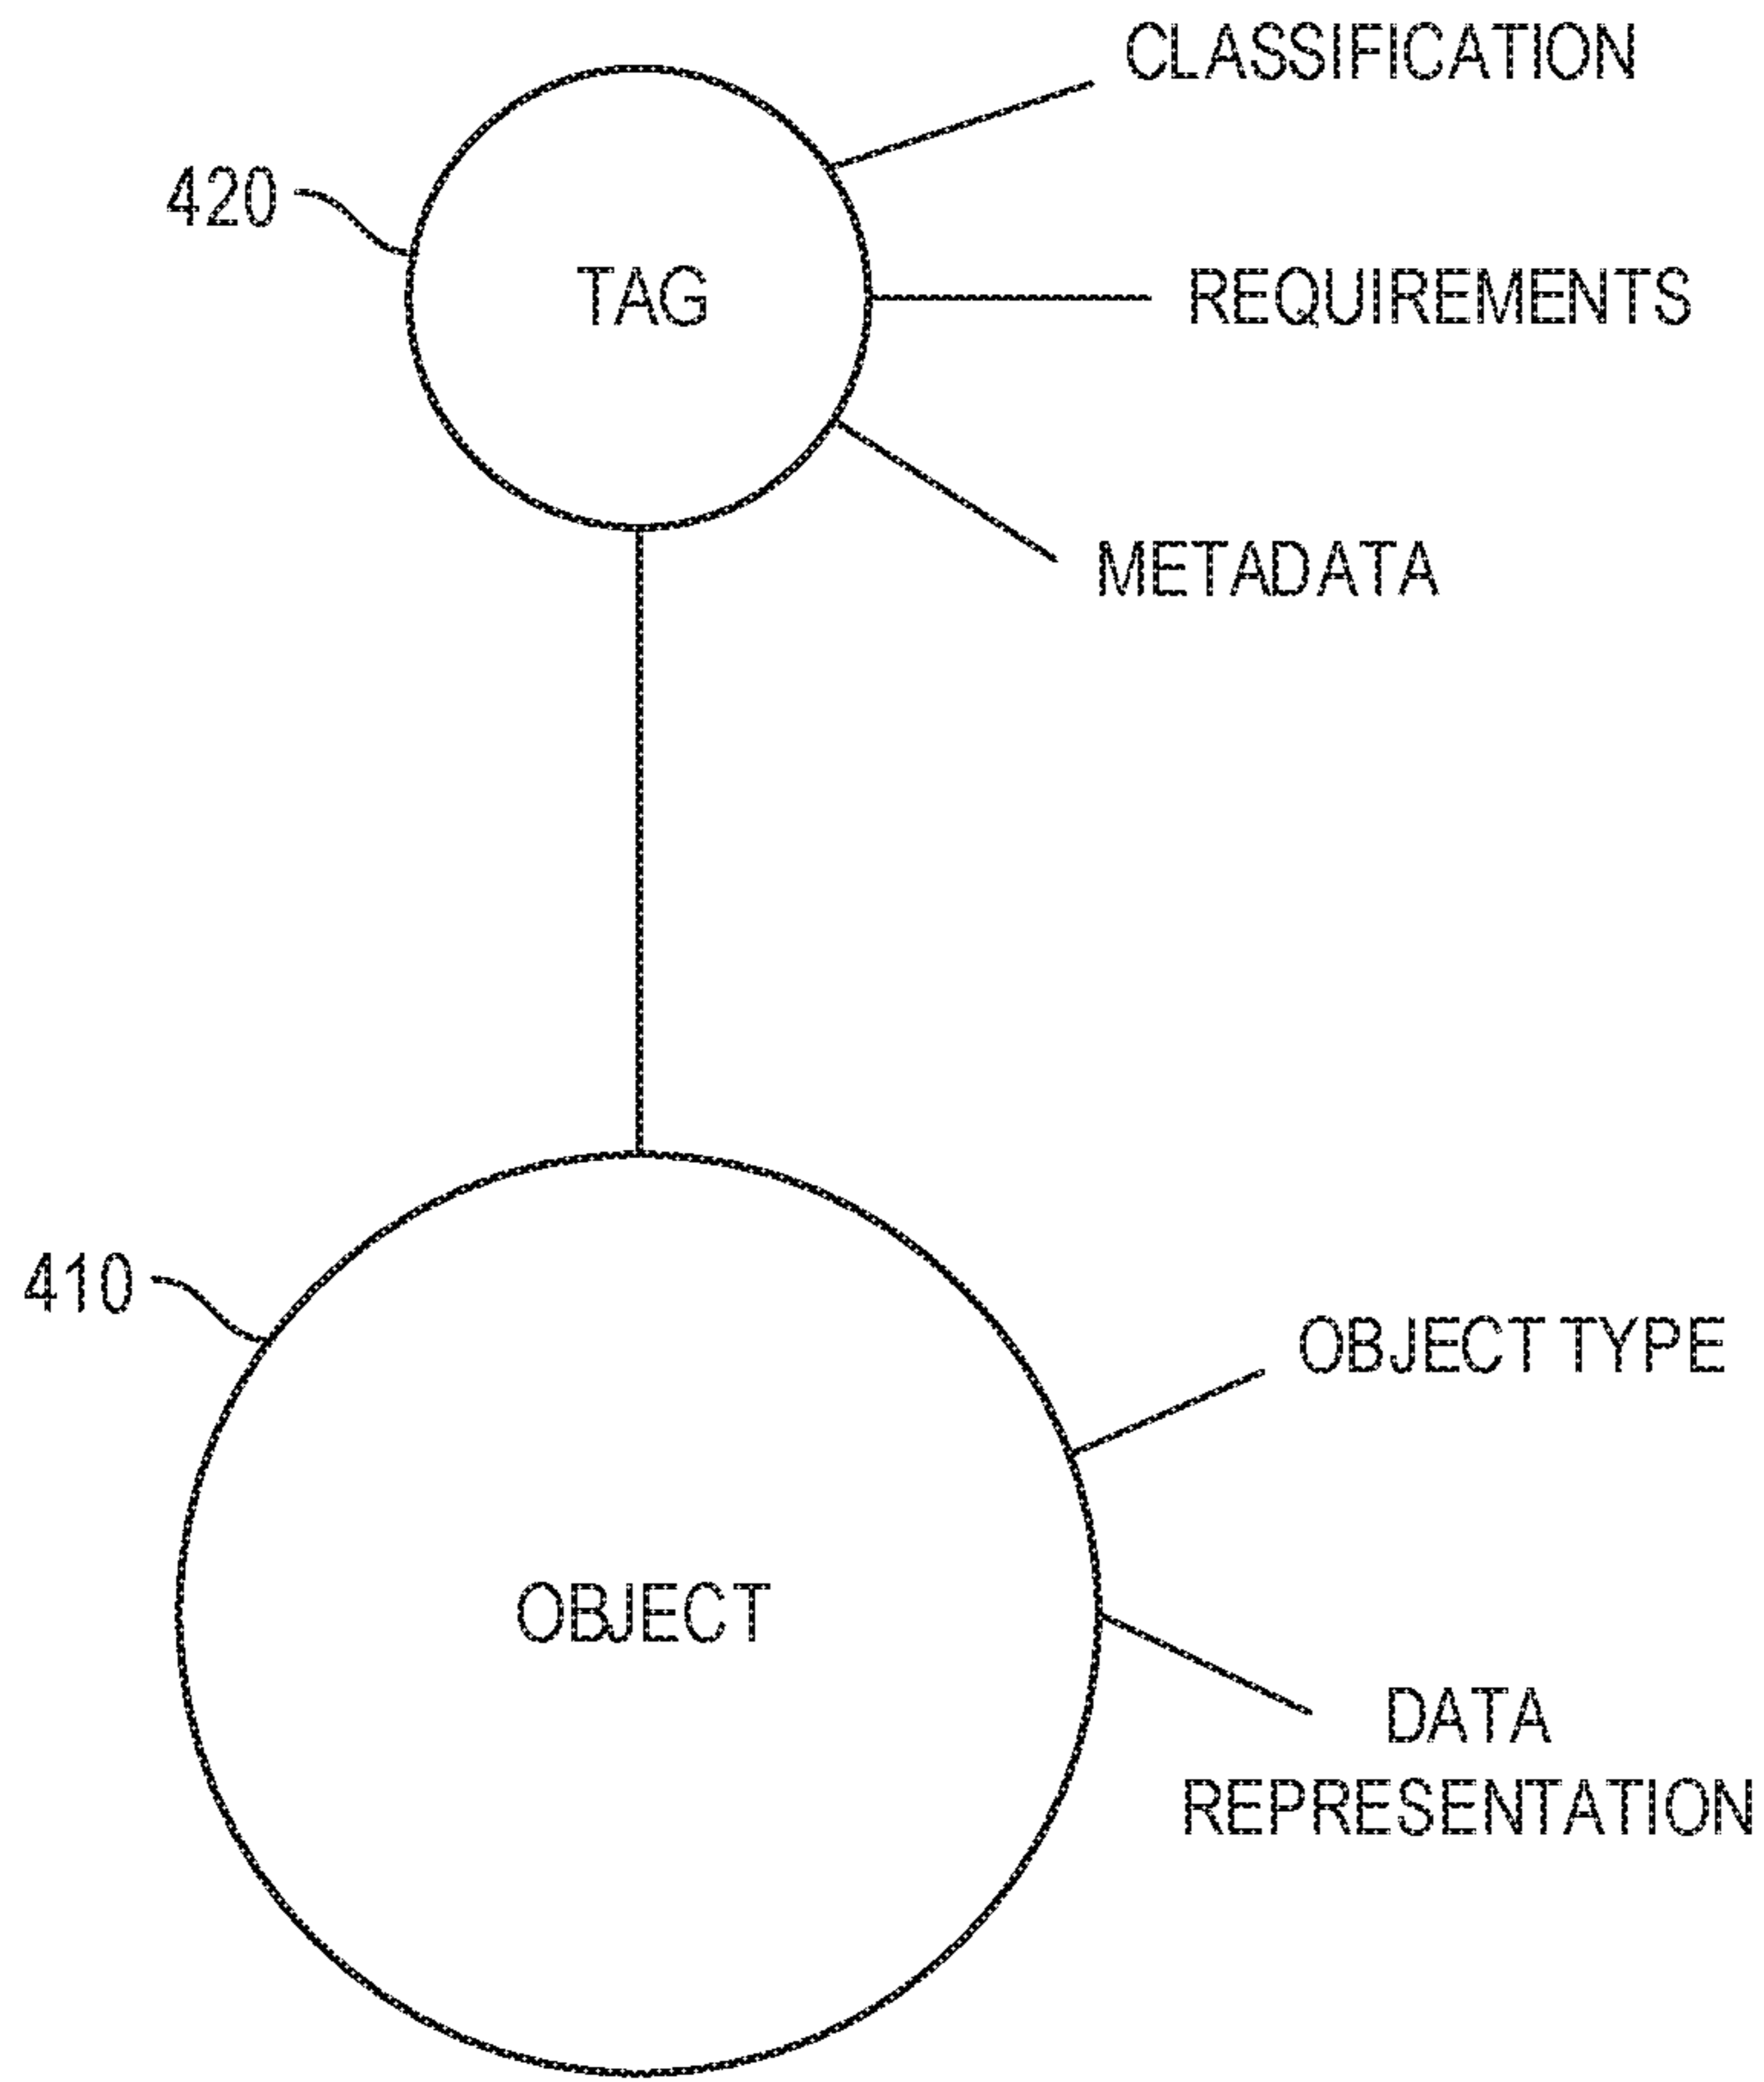 CLASSIFICATION
420
TAG
REQUIREMENTS
METADATA
410
OBJECT TYPE
OBJECT
DATA
REPRESENTATION